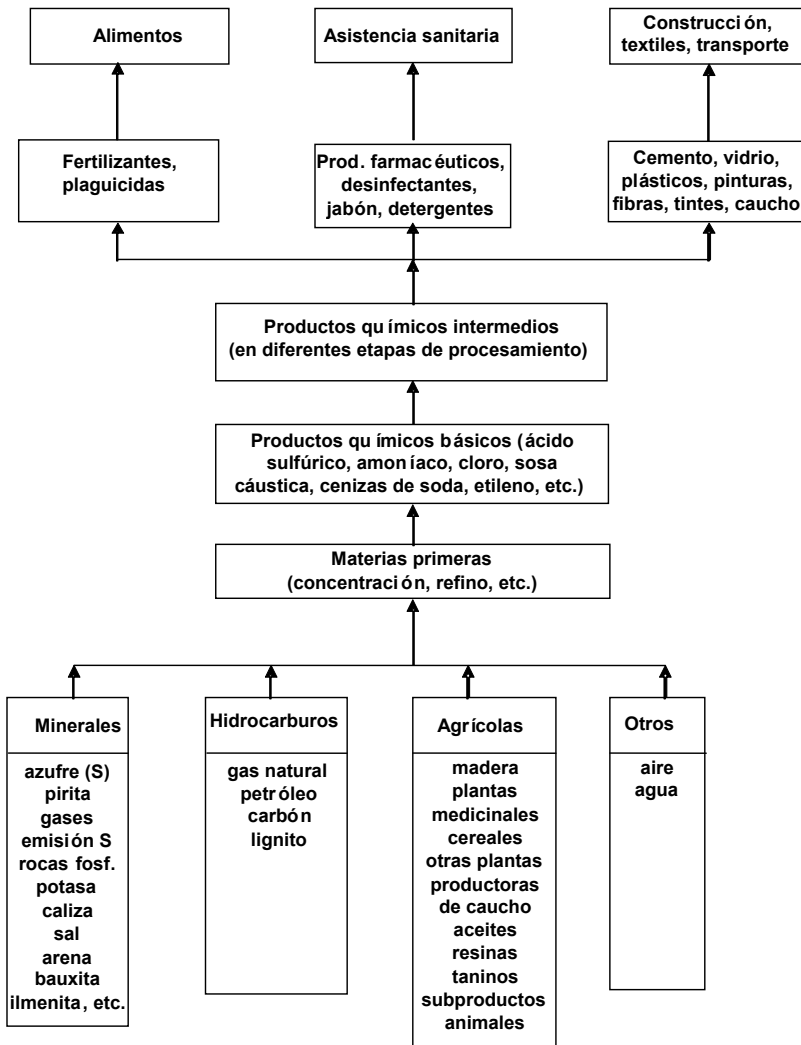 Alimentos
Asistencia sanitaria
Construcción,
textiles, transporte
Fertilizantes,
plaguicidas
Prod. farmacéuticos,
desinfectantes,
jabón, detergentes
Cemento, vidrio,
plásticos, pinturas,
fibras, tintes, caucho
Productos químicos intermedios
(en diferentes etapas de procesamiento)
Productos químicos básicos (ácido
sulfúrico, amoníaco, cloro, sosa
cáustica, cenizas de soda, etileno, etc.)
Materias primeras
(concentración, refino, etc.)
Minerales
azufre (S)
pirita
gases
emisión S
rocas fosf.
potasa
caliza
sal
arena
bauxita
ilmenita, etc.
Hidrocarburos
gas natural
petróleo
carbón
lignito
Agrícolas
madera
plantas
medicinales
cereales
otras plantas
productoras
de caucho
aceites
resinas
taninos
subproductos
animales
Otros
aire
agua